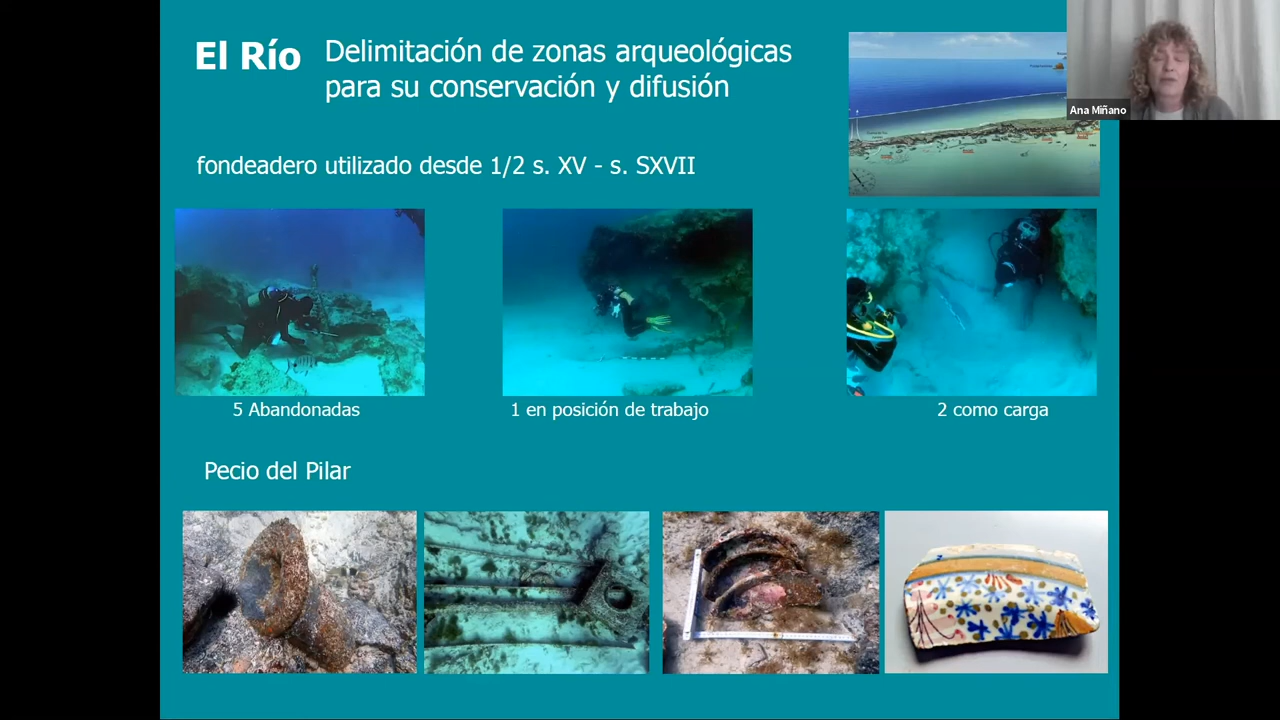 El Río
Delimitación de zonas arqueológicas
para su conservación y difusión
Ana Miñano
fondeadero utilizado desde 1/2 s. XV - s. SXVII
5 Abandonadas
1 en posición de trabajo
2 como carga
Pecio del Pilar